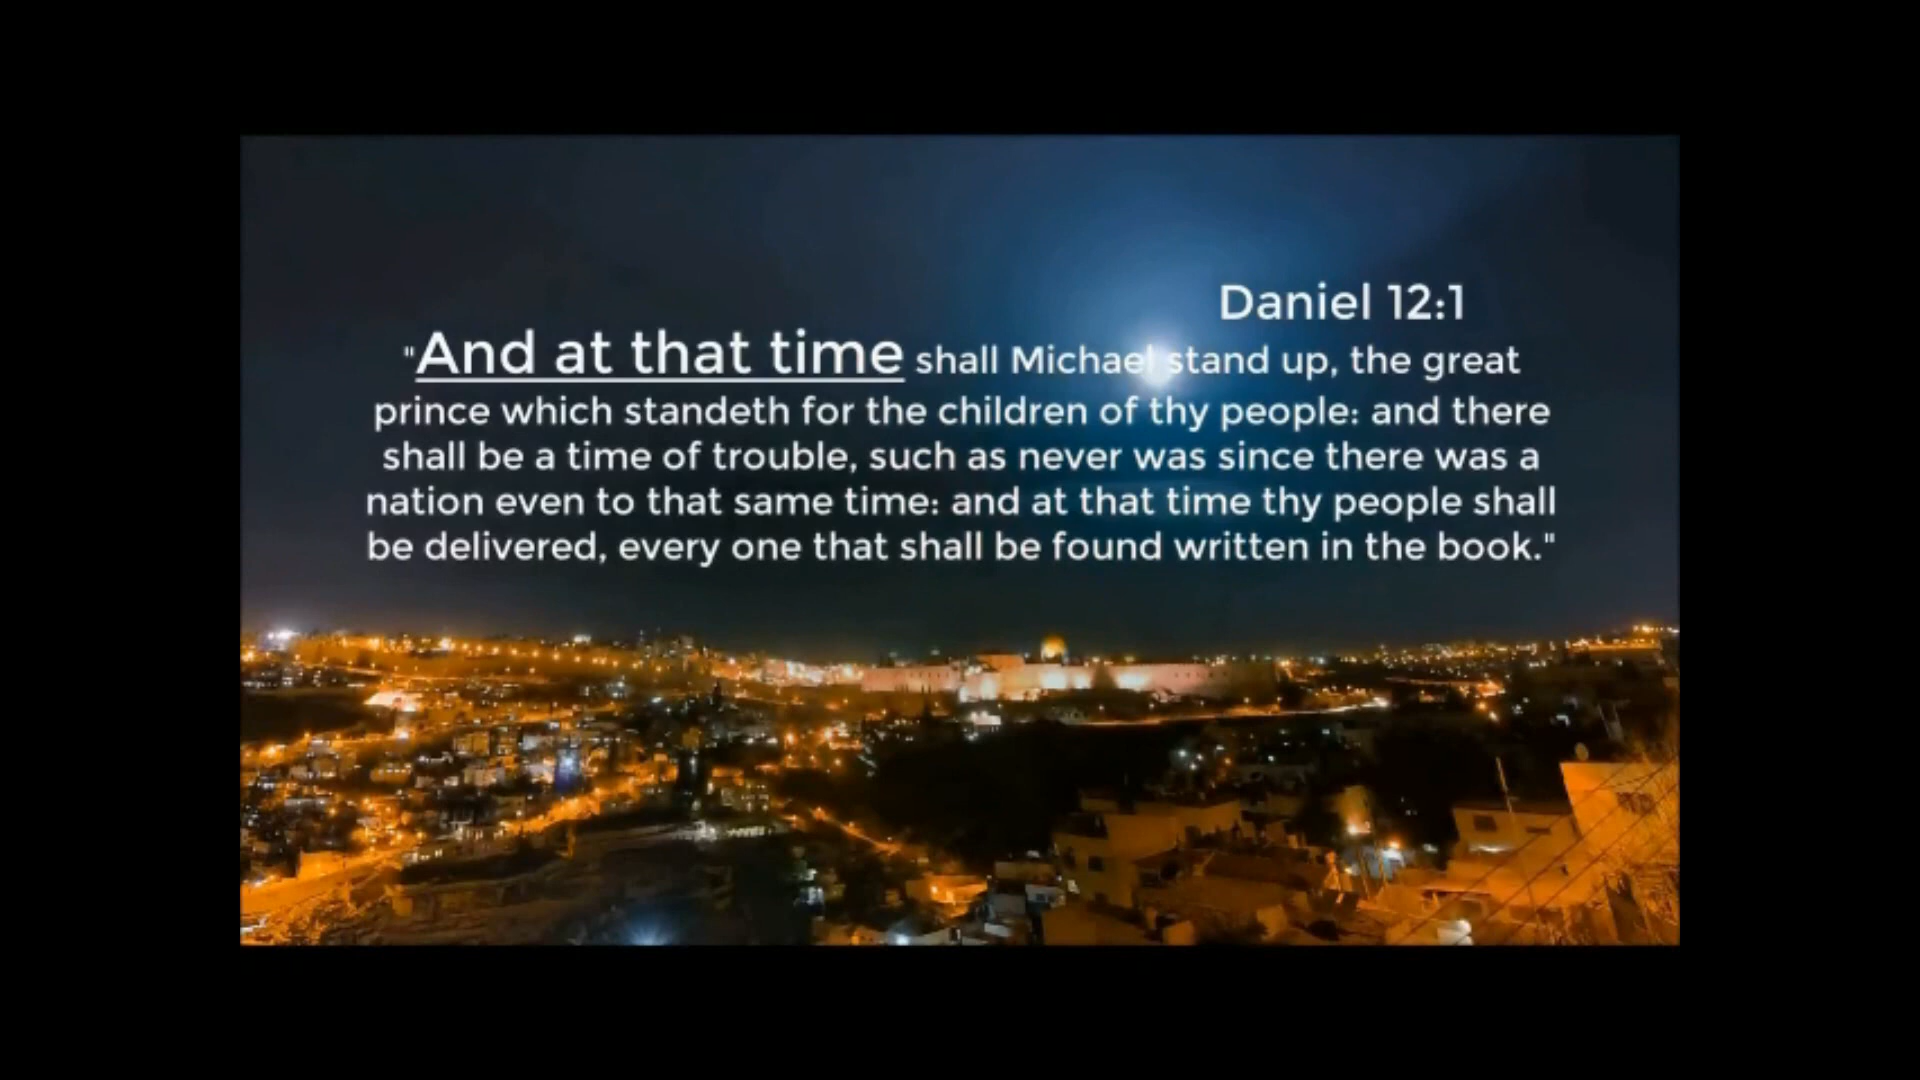 Daniel 12:1
"And at that time shall Michael stand up, the great
prince which standeth for the children of thy people: and there
shall be a time of trouble, such as never was since there was a
nation even to that same time: and at that time thy people shall
be delivered, every one that shall be found written in the book."